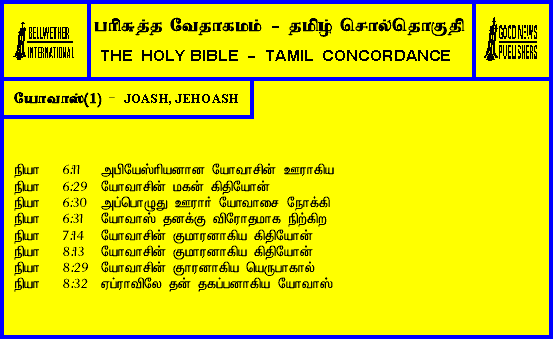 BELLWETHER
INTERNATIONAL
பரிசுத்த வேதாகமம் - தமிழ் சொல்தொகுதி
THE HOLY BIBLE - TAMIL CONCORDANCE
GOOD NEWS
PUBLISHERS
யோவாஸ்(1) - JOASH, JEHOASH
நியா 6:11 அபியேஸ்ரியனான யோவாசின் ஊராகிய
நியா 6:29 யோவாசின் மகன் கிதியோன்
நியா 6:30 அப்பொழுது ஊரார் யோவாசை நோக்கி
நியா 6:31 யோவாஸ் தனக்கு விரோதமாக நிற்கிற
நியா 7:14 யோவாசின் குமாரனாகிய கிதியோன்
நியா 8:13 யோவாசின் குமாரனாகிய கிதியோன்
நியா 8:29 யோவாசின் குாரனாகிய யெருபாகால்
நியா 8:32 ஏப்ராவிலே தன் தகப்பனாகிய யோவாஸ்